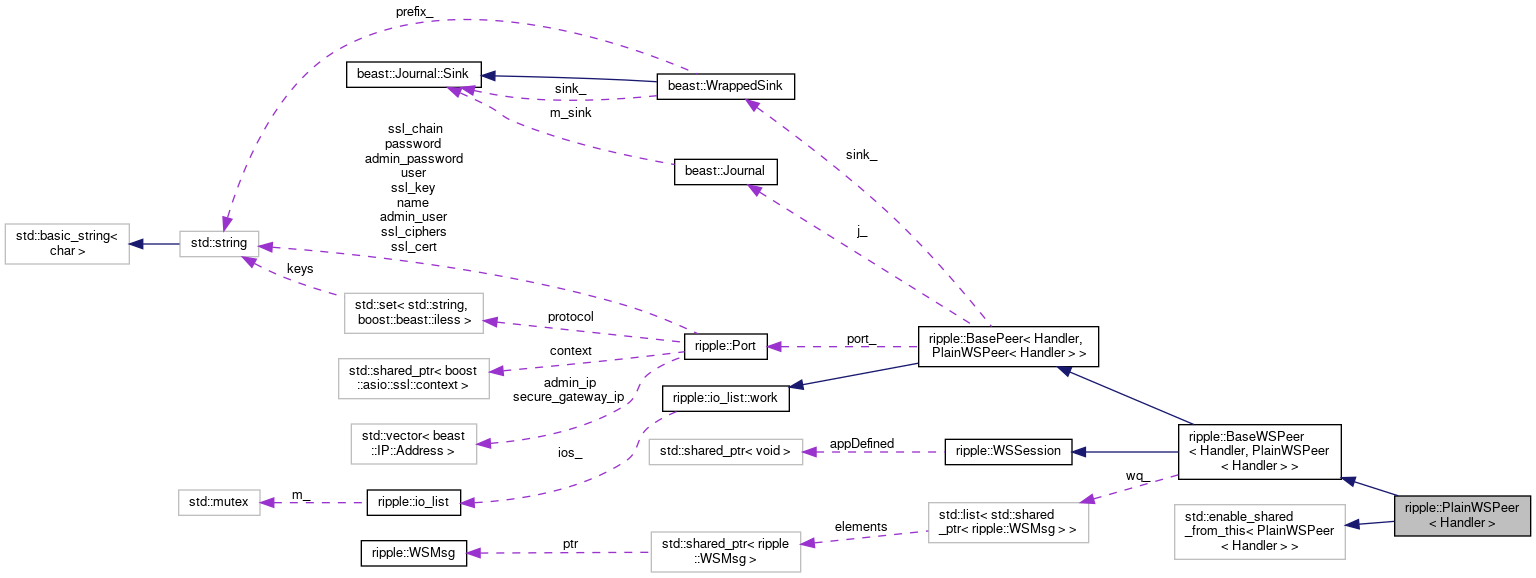 prefix_
beast::Journal::Sink
beast::WrappedSink
sink_
m_sink
ssl_chain
password
admin_password
user
ssl_key
name
admin_user
ssl_ciphers
ssl_cert
beast::Journal
sink_
j_
std::basic_string<
char >
std::string
keys
std::set< std::string,
boost::beast::iless >
protocol
ripple::Port
port_
ripple::BasePeer< Handler,
PlainWSPeer< Handler > >
context
std::shared_ptr< boost
::asio::ssl::context >
admin_ip
secure_gateway_ip
ripple::io_list::work
std::vector< beast
::IP::Address >
ios_
std::shared_ptr< void >
appDefined
ripple::WSSession
ripple::BaseWSPeer
< Handler, PlainWSPeer
< Handler > >
wq_
std::mutex
m_
ripple::io_list
std::list< std::shared
_ptr< ripple::WSMsg > >
elements
ripple::PlainWSPeer
< Handler >
std::enable_shared
_from_this< PlainWSPeer
< Handler > >
ripple::WSMsg
ptr
std::shared_ptr< ripple
::WSMsg >